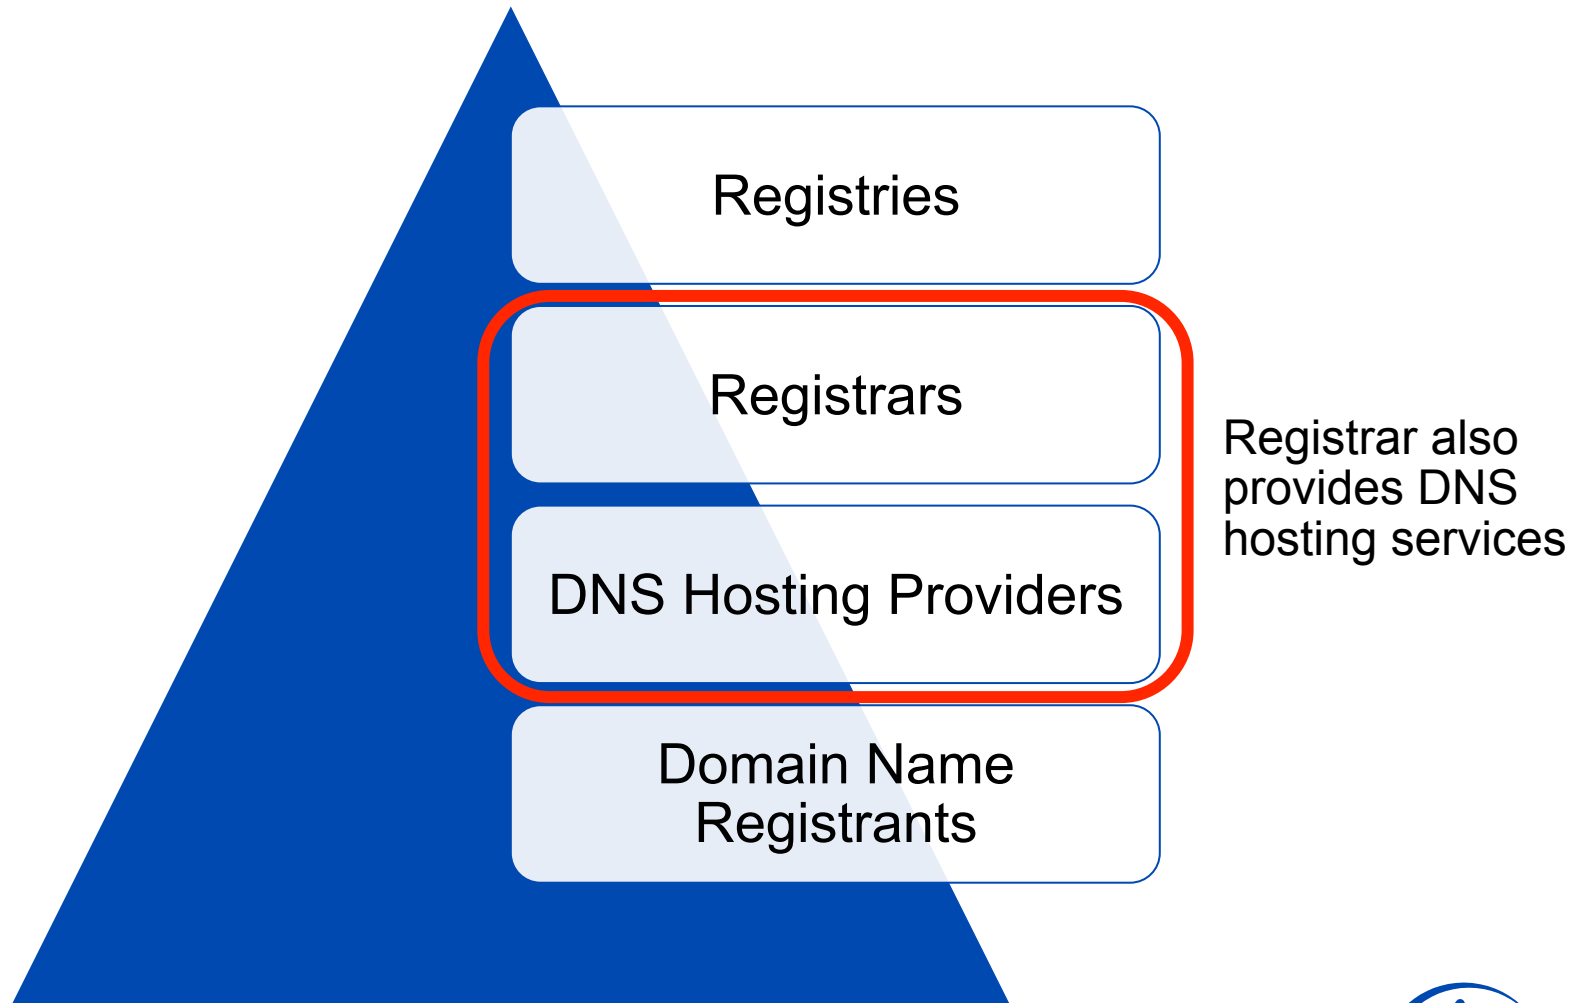 Registries
Registrars
Registrar also
provides DNS
hosting services
DNS Hosting Providers
Domain Name
Registrants